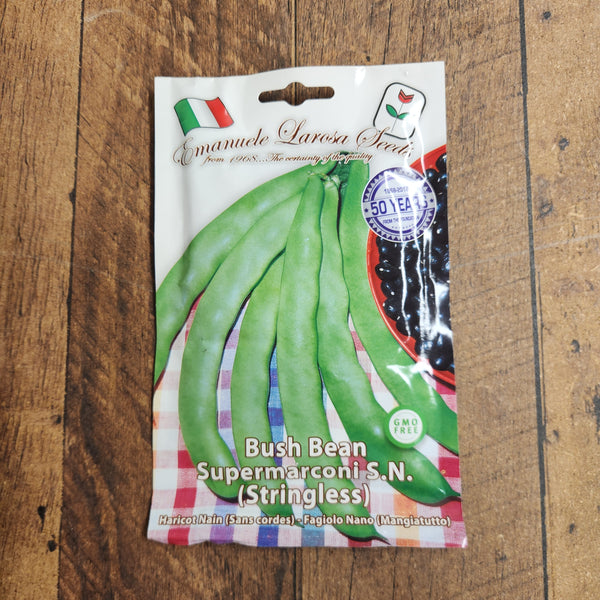 Emanuele Larosa Seeds
from 1968...The certainty of the quality
50 YEARS
GMO
FREE
Bush Bean
Supermarconi S.N.
(Stringless)
Haricot Nain (Sans cordes) - Fagiolo Nano (Mangiatutto)